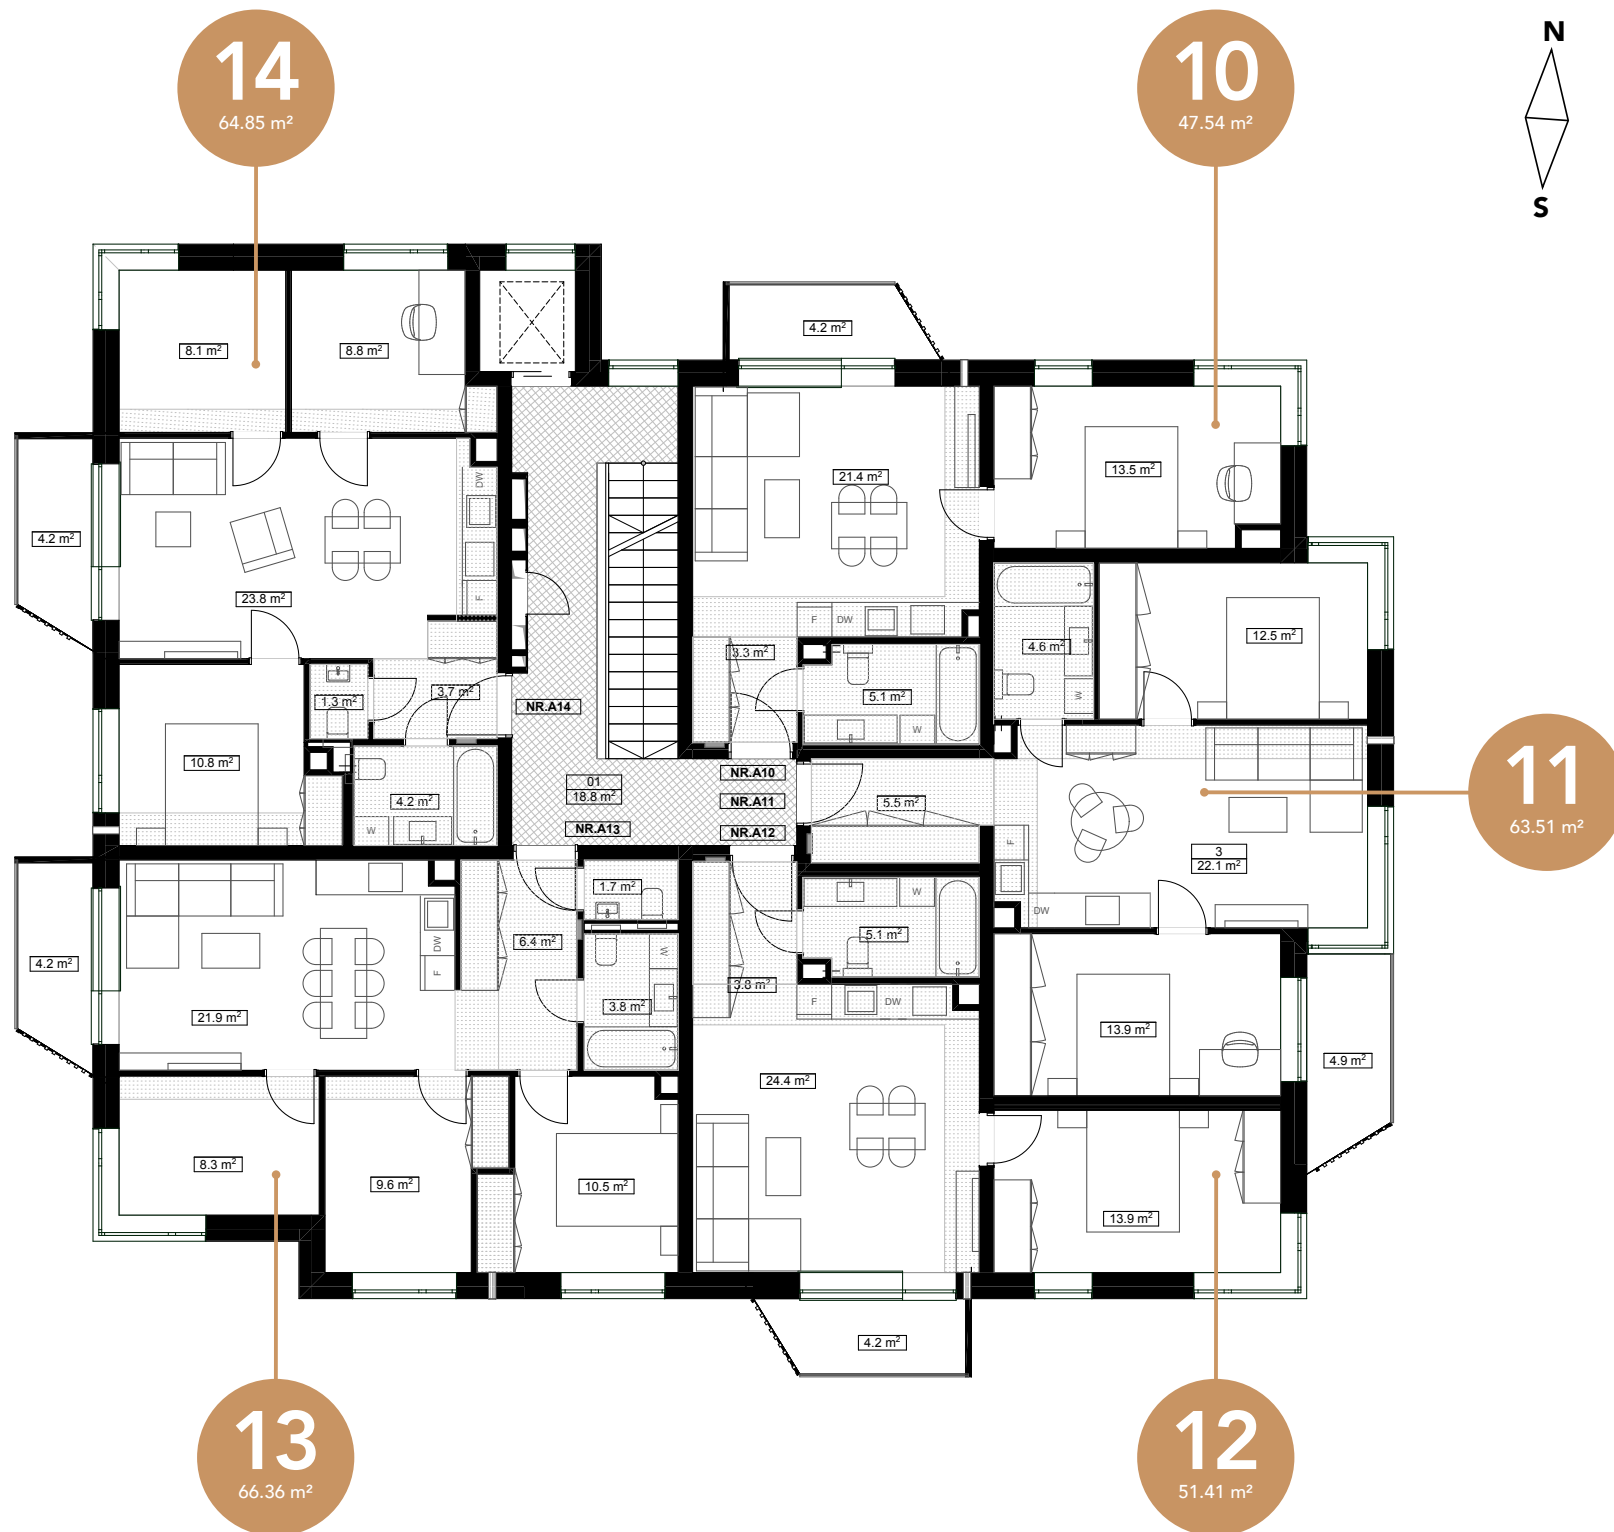 14
64.85 m²
10
47.54 m²
N
S
4.2 m²
8.1 m²
8.8 m²
21.4 m²
13.5 m²
DW
4.2 m²
23.8 m²
F
F
DW
3.3 m²
4.6 m²
12.5 m²
1.3 m²
3.7 m²
5.1 m²
W
NR.A14
W
10.8 m²
4.2 m²
W
01
18.8 m²
NR.A10
NR.A11
NR.A12
NR.A13
5.5 m²
11
63.51 m²
F
3
22.1 m²
DW
1.7 m²
W
5.1 m²
6.4 m²
DW
F
W
4.2 m²
21.9 m²
3.8 m²
3.8 m²
F
DW
13.9 m²
4.9 m²
24.4 m²
8.3 m²
9.6 m²
10.5 m²
13.9 m²
4.2 m²
13
66.36 m²
12
51.41 m²